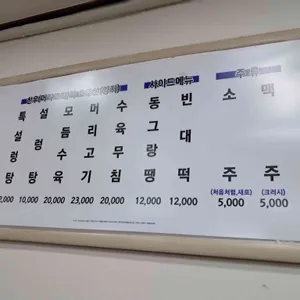 사이드메뉴
특설렁탕
설렁탕
모듬수육
머리고기
수육무침
동그랑땡
빈대떡
소주
맥주
(처음처럼,새로)
(크러시)
2,000 10,000 20,000 23,000 20,000 12,000 12,000 5,000 5,000